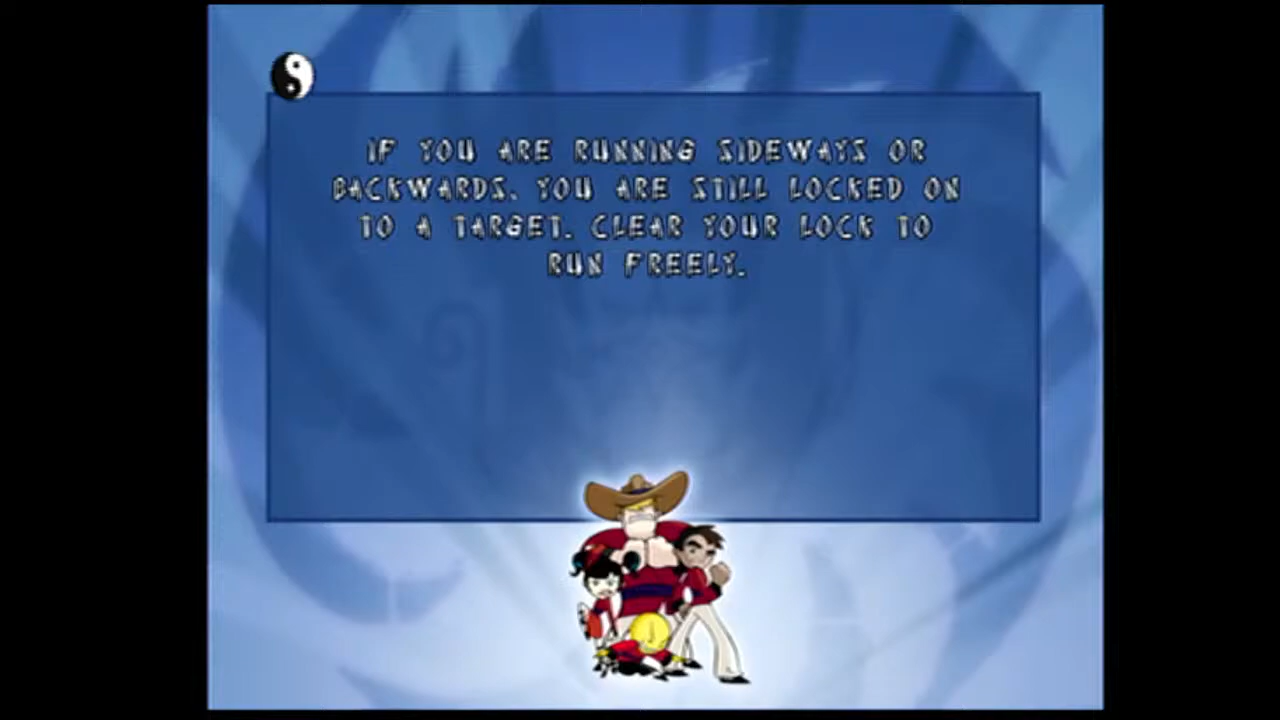 IF YOU ARE RUNNING SIDEWAYS OR
BACKWARDS. YOU ARE STILL LOCKED ON
TO A TARGET. CLEAR YOUR LOCK TO
RUN FREELY.